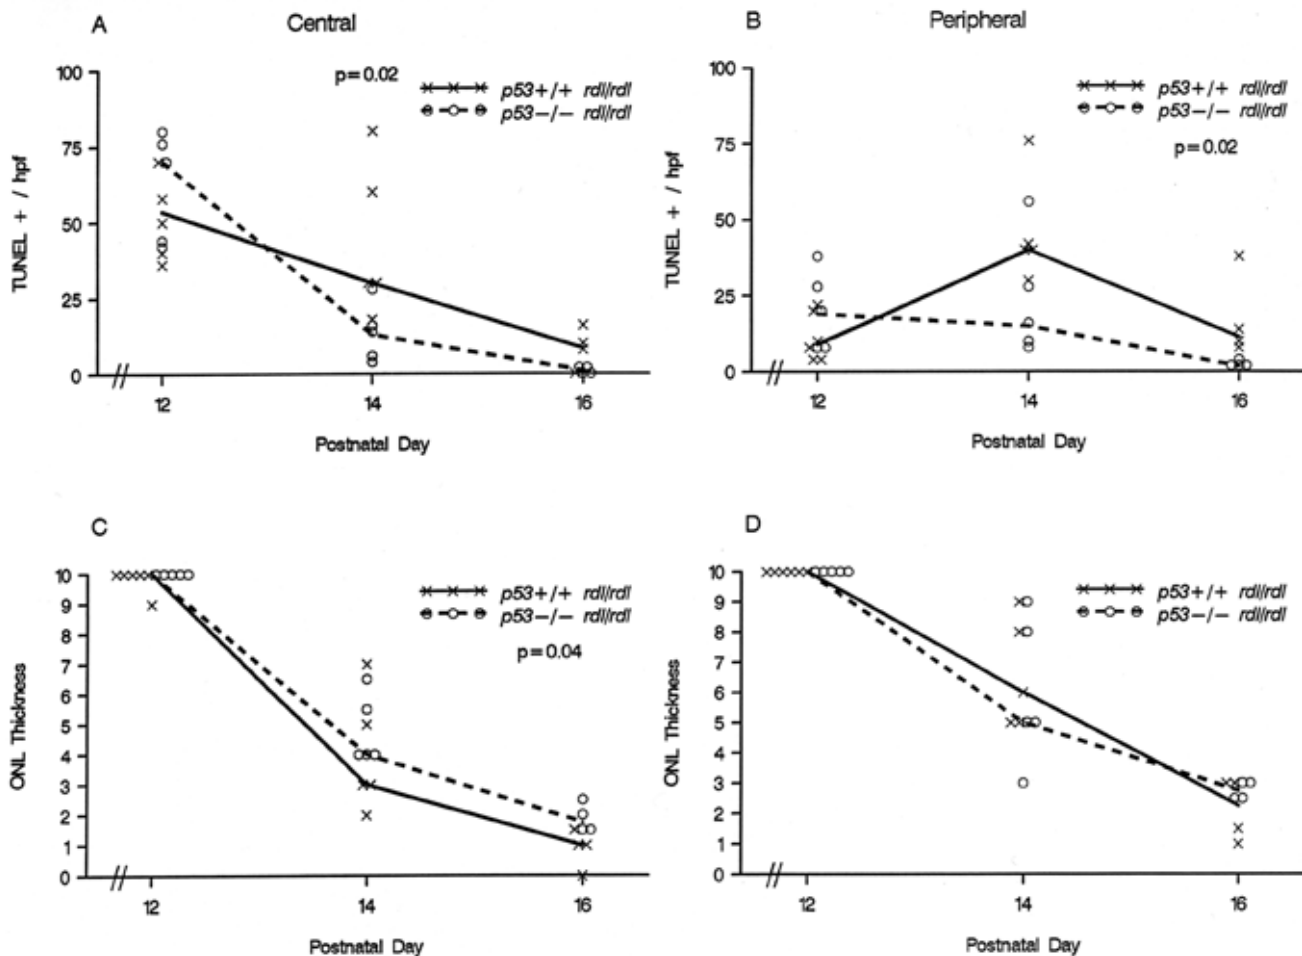 A Central
p=0.02
p53+/+ rd/rd
p53−/− rd/rd
100
75
50
25
0
TUNEL + / hpf
12 14 16
Postnatal Day
B Peripheral
p53+/+ rd/rd
p53−/− rd/rd
p=0.02
100
75
50
25
0
TUNEL + / hpf
12 14 16
Postnatal Day
C
p53+/+ rd/rd
p53−/− rd/rd
p=0.04
10
9
8
7
6
5
4
3
2
1
0
ONL Thickness
12 14 16
Postnatal Day
D
p53+/+ rd/rd
p53−/− rd/rd
10
9
8
7
6
5
4
3
2
1
0
ONL Thickness
12 14 16
Postnatal Day